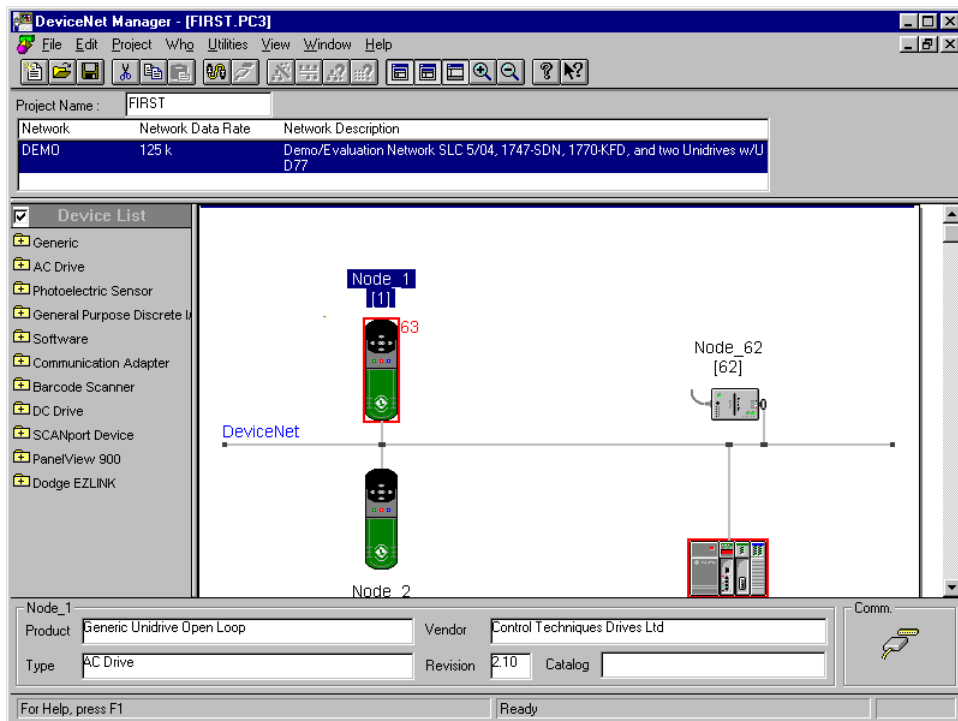 DeviceNet Manager - [FIRST.PC3]
File Edit Project Who Utilities View Window Help
Project Name : FIRST
Network Network Data Rate Network Description
DEMO 125 k Demo/Evaluation Network SLC 5/04, 1747-SDN, 1770-KFD, and two Unidrives w/U
D77
Device List
Generic
AC Drive
Photoelectric Sensor
General Purpose Discrete I/
Software
Communication Adapter
Barcode Scanner
DC Drive
SCANport Device
PanelView 900
Dodge EZLINK
Node_1
[1]
63
Node_62
[62]
DeviceNet
Node_2
Node_1
Product Generic Unidrive Open Loop Vendor Control Techniques Drives Ltd
Type AC Drive Revision 2.10 Catalog
Comm.
For Help, press F1 Ready